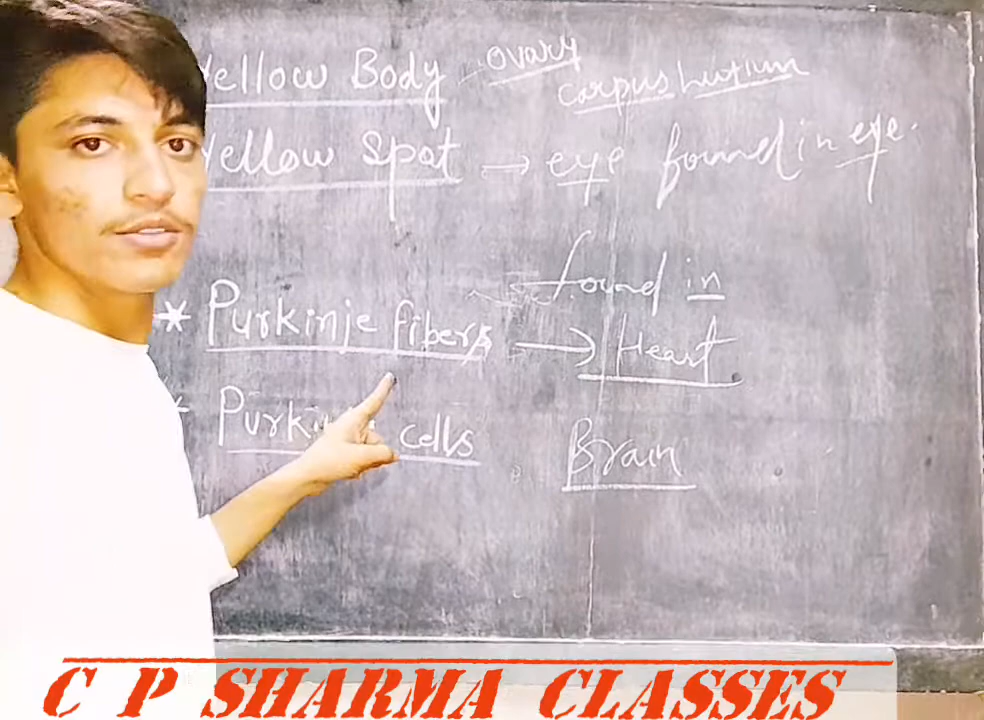 Yellow Body - ovary
corpus luteum
Yellow Spot → eye found in eye.
found in
* Purkinje fibers → Heart
* Purkinje cells Brain
C P SHARMA CLASSES